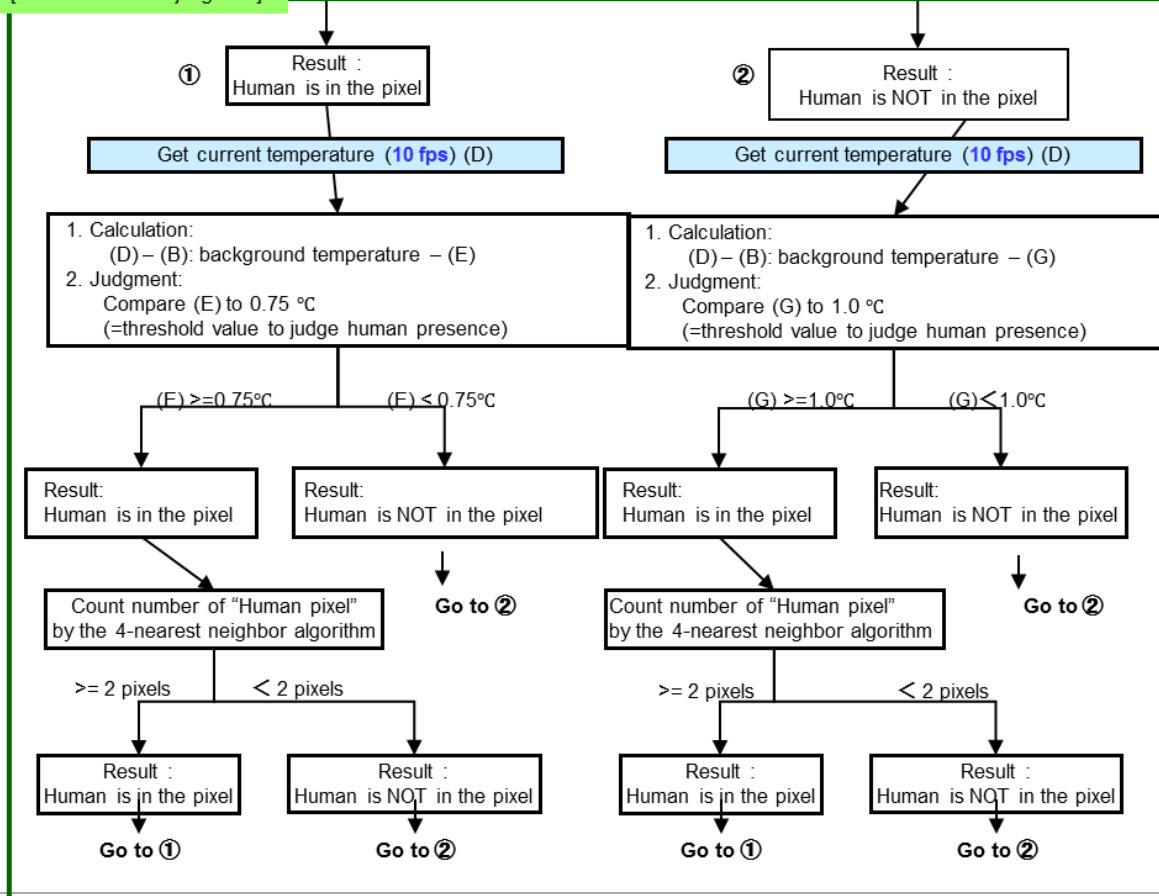 ①
Result :
Human is in the pixel
②
Result :
Human is NOT in the pixel
Get current temperature (10 fps) (D)
Get current temperature (10 fps) (D)
1. Calculation:
(D) – (B): background temperature – (E)
2. Judgment:
Compare (E) to 0.75 ℃
(=threshold value to judge human presence)
1. Calculation:
(D) – (B): background temperature – (G)
2. Judgment:
Compare (G) to 1.0 ℃
(=threshold value to judge human presence)
(E) >=0.75℃
(E) < 0.75℃
(G) >=1.0℃
(G)<1.0℃
Result:
Human is in the pixel
Result:
Human is NOT in the pixel
Result:
Human is in the pixel
Result:
Human is NOT in the pixel
Go to ②
Go to ②
Count number of “Human pixel”
by the 4-nearest neighbor algorithm
Count number of “Human pixel”
by the 4-nearest neighbor algorithm
>= 2 pixels
< 2 pixels
>= 2 pixels
< 2 pixels
Result :
Human is in the pixel
Result :
Human is NOT in the pixel
Result :
Human is in the pixel
Result :
Human is NOT in the pixel
Go to ①
Go to ②
Go to ①
Go to ②